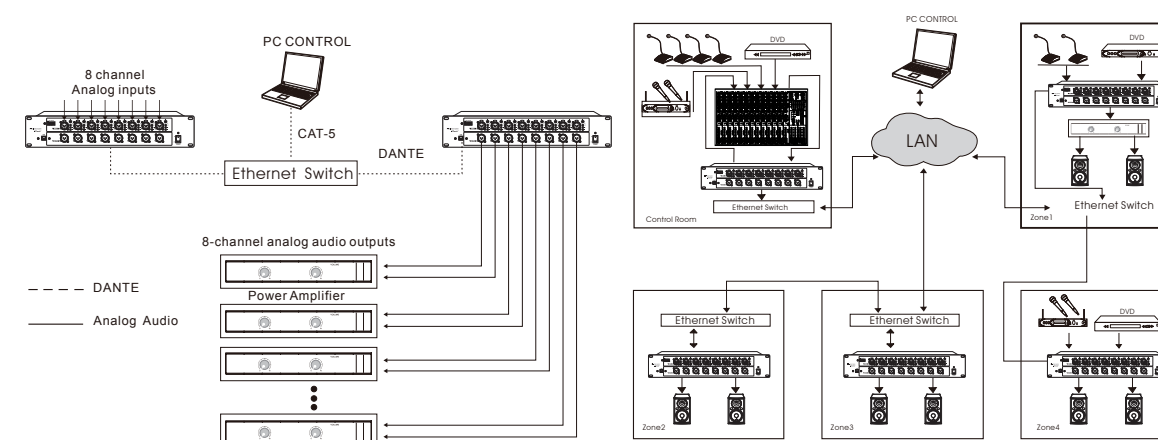 8 channel
Analog inputs
PC CONTROL
CAT-5
DANTE
Ethernet Switch
8-channel analog audio outputs
Power Amplifier
DANTE
Analog Audio
DVD
Ethernet Switch
Control Room
PC CONTROL
LAN
DVD
Ethernet Switch
Zone1
Ethernet Switch
Zone2
Ethernet Switch
Zone3
DVD
Zone4